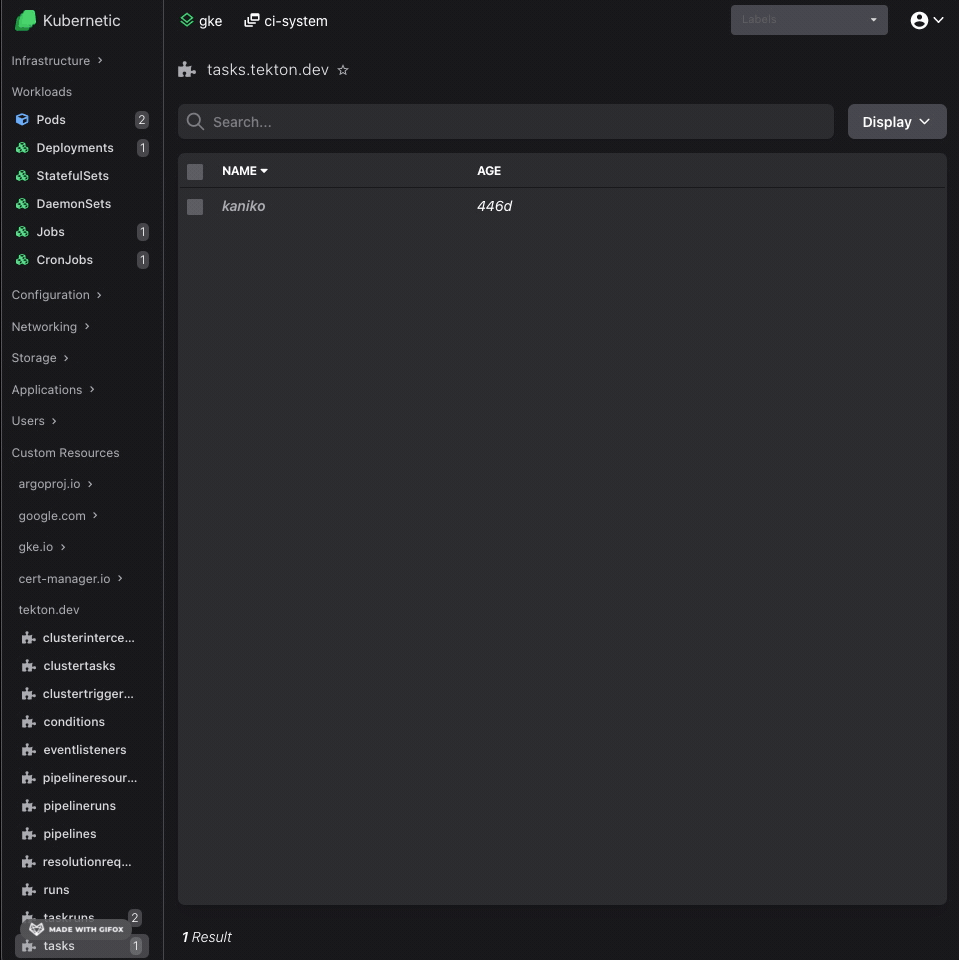 Kubernetic
gke
ci-system
Labels
Infrastructure
Workloads
Pods 2
Deployments 1
StatefulSets
DaemonSets
Jobs 1
CronJobs 1
Configuration
Networking
Storage
Applications
Users
Custom Resources
argoproj.io
google.com
gke.io
cert-manager.io
tekton.dev
clusterinterce...
clustertasks
clustertrigger...
conditions
eventlisteners
pipelineresour...
pipelineruns
pipelines
resolutionreq...
runs
taskruns 2
MADE WITH GIFOX
tasks 1
tasks.tekton.dev
Search...
Display
NAME AGE
kaniko 446d
1 Result